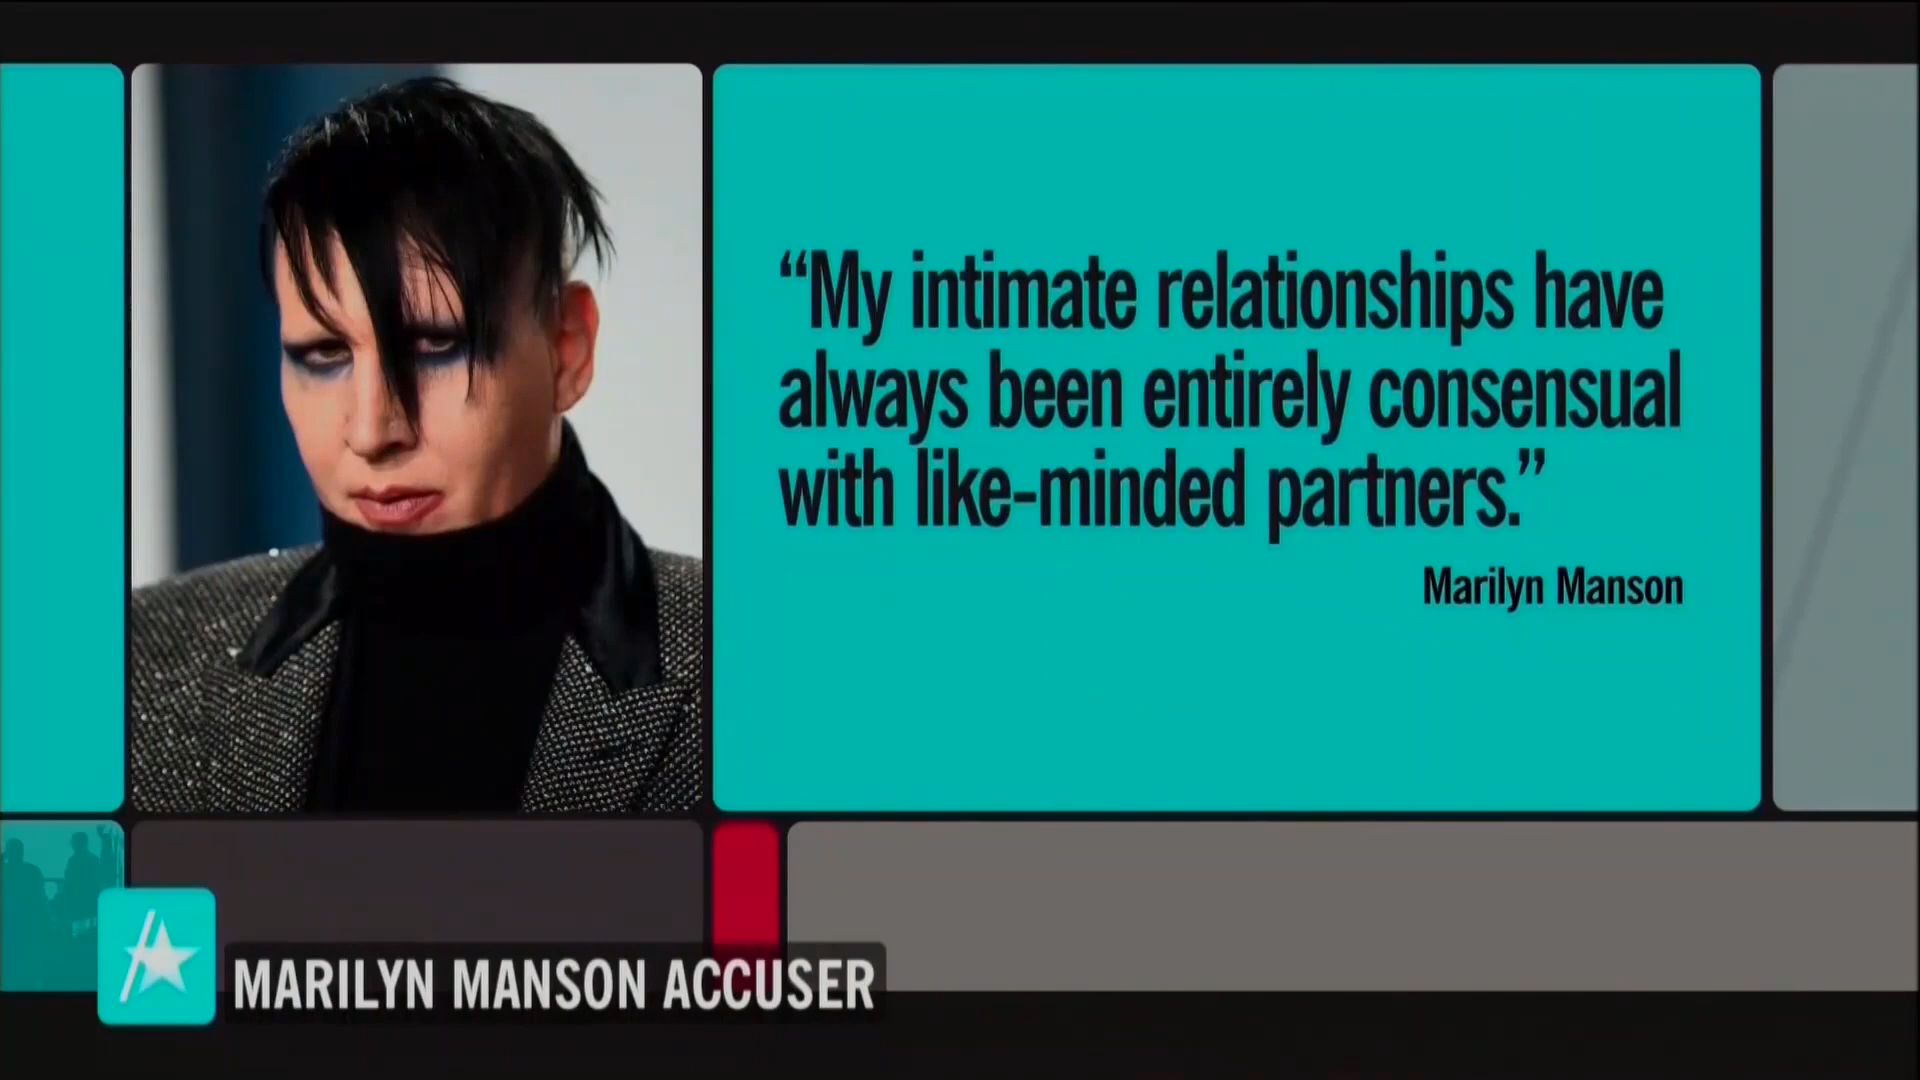 “My intimate relationships have
always been entirely consensual
with like-minded partners.”
Marilyn Manson
MARILYN MANSON ACCUSER